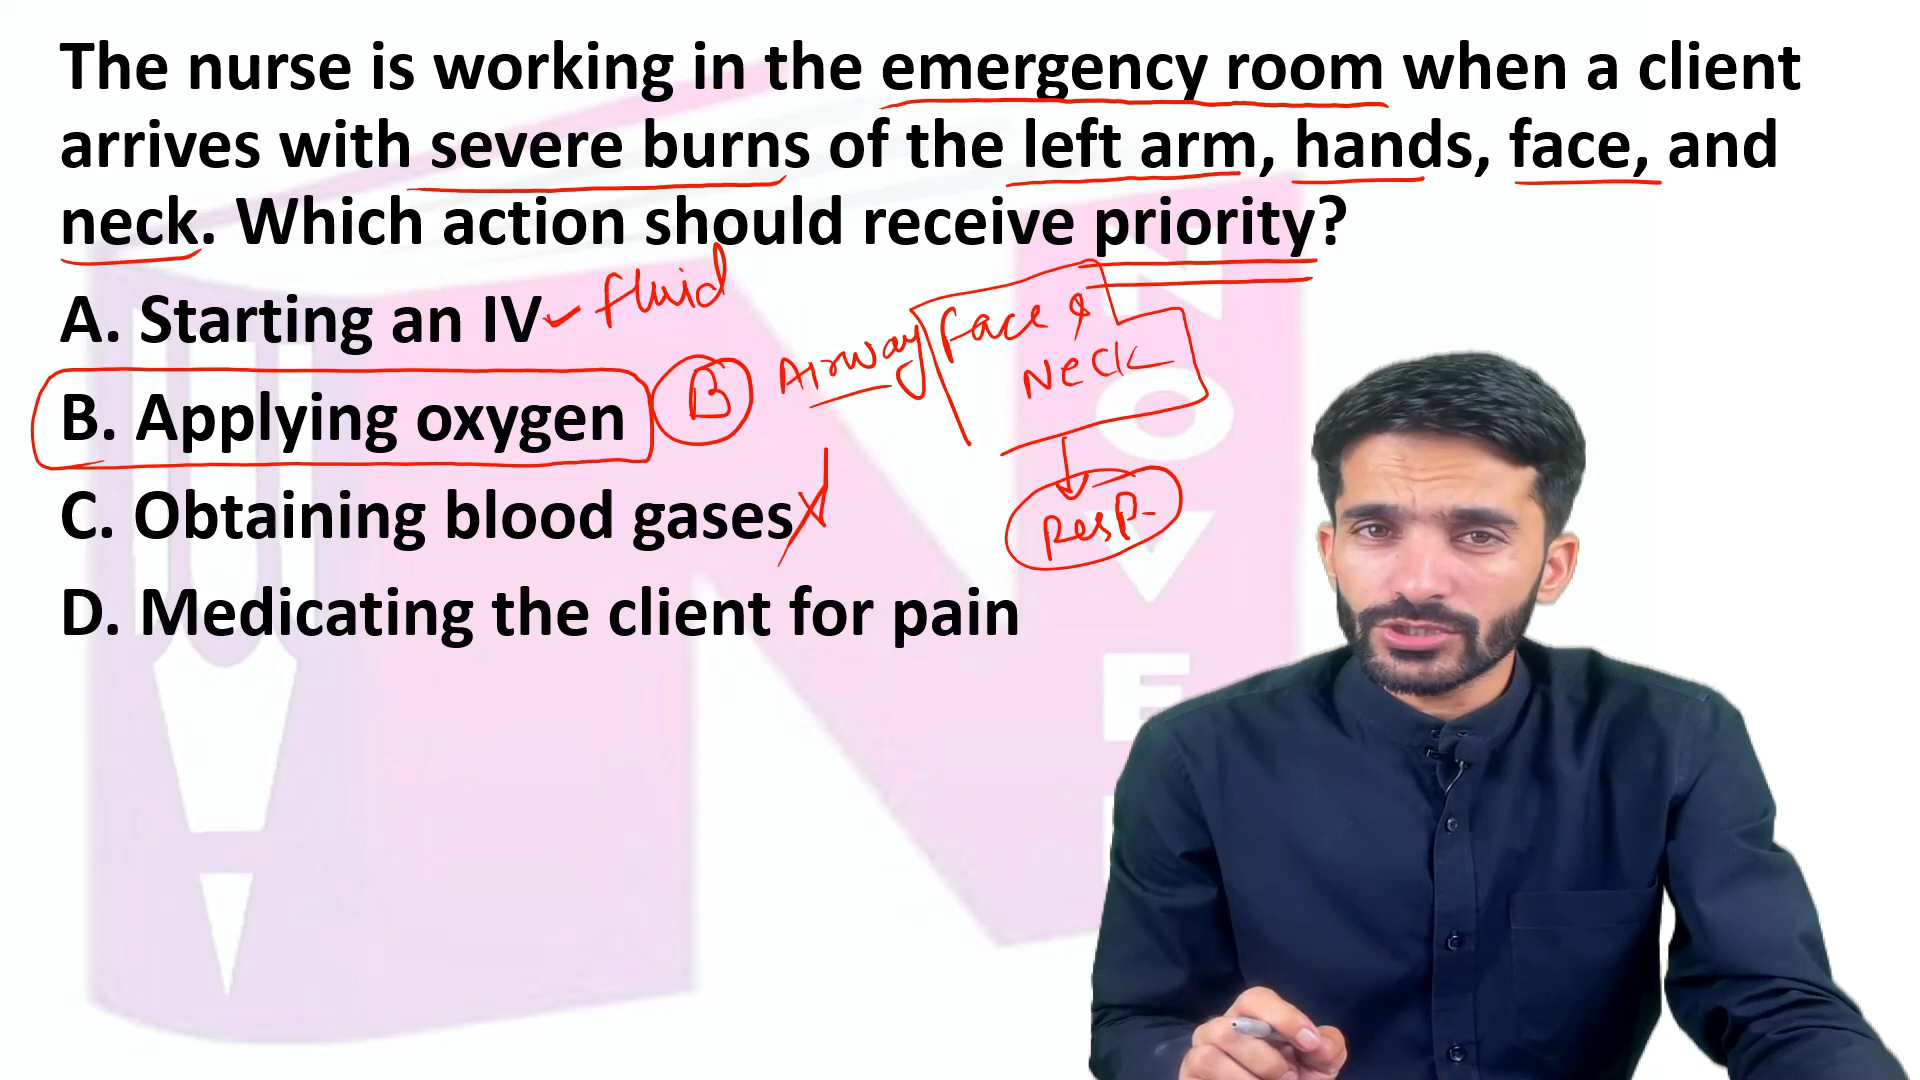 The nurse is working in the emergency room when a client
arrives with severe burns of the left arm, hands, face, and
neck. Which action should receive priority?
A. Starting an IV fluid
Airway face &
Neck
B. Applying oxygen B
C. Obtaining blood gases
Resp.
D. Medicating the client for pain
N
O
V
E